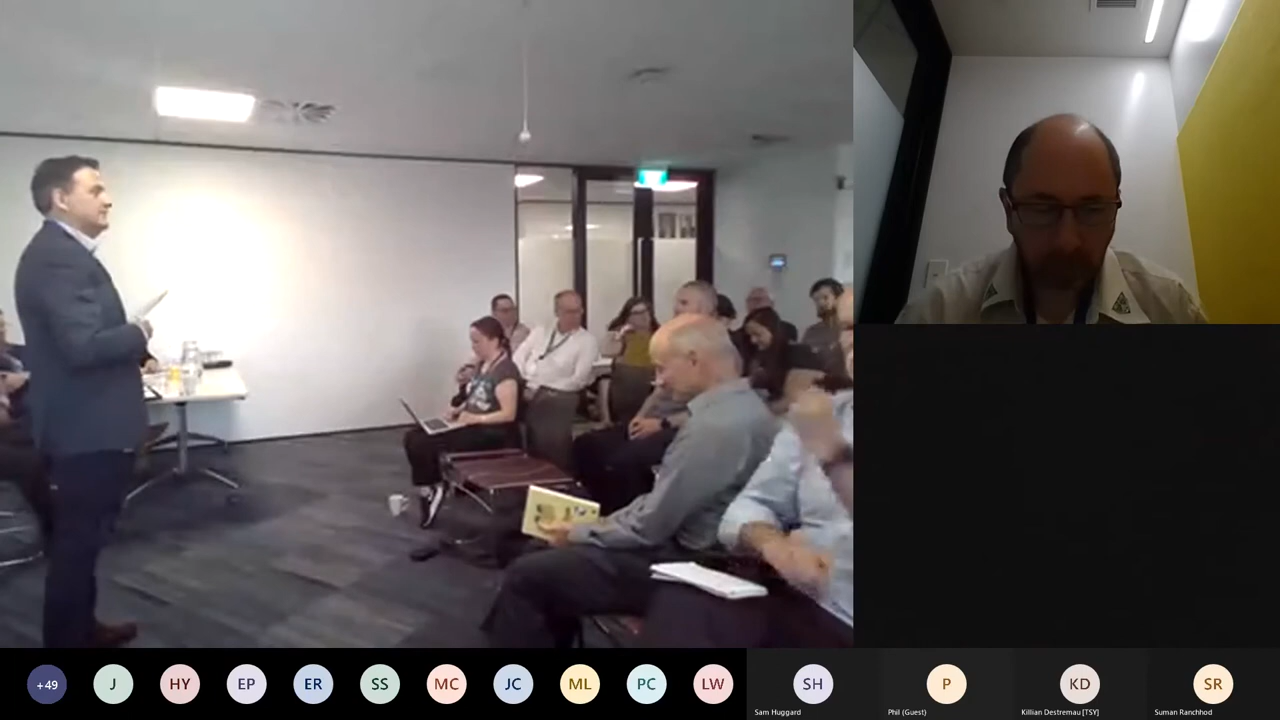 +49
J
HY
EP
ER
SS
MC
JC
ML
PC
LW
SH
P
KD
SR
Sam Huggard
Phil (Guest)
Killian Destremau [TSY]
Suman Ranchhod